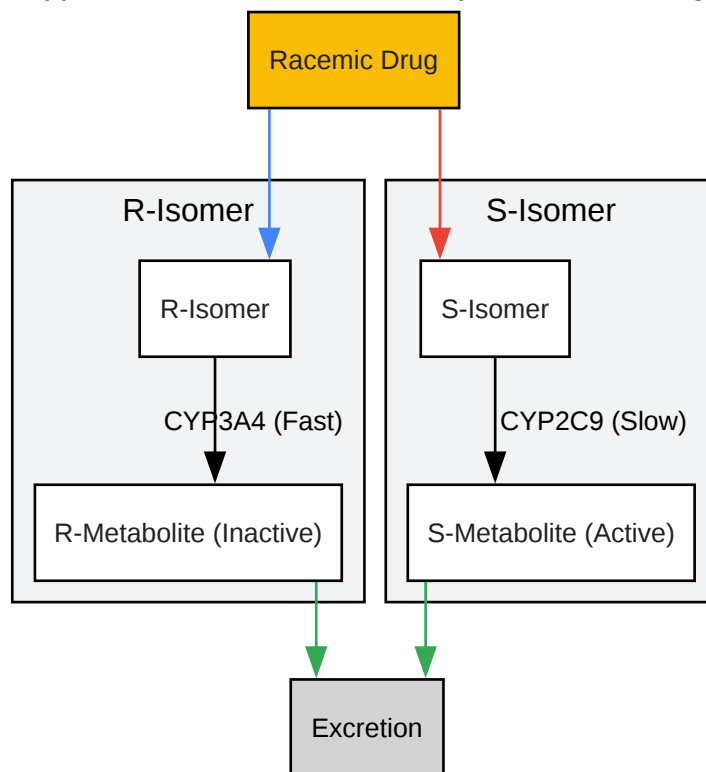 Racemic Drug
R-Isomer
S-Isomer
R-Isomer
S-Isomer
CYP3A4 (Fast)
CYP2C9 (Slow)
R-Metabolite (Inactive)
S-Metabolite (Active)
Excretion